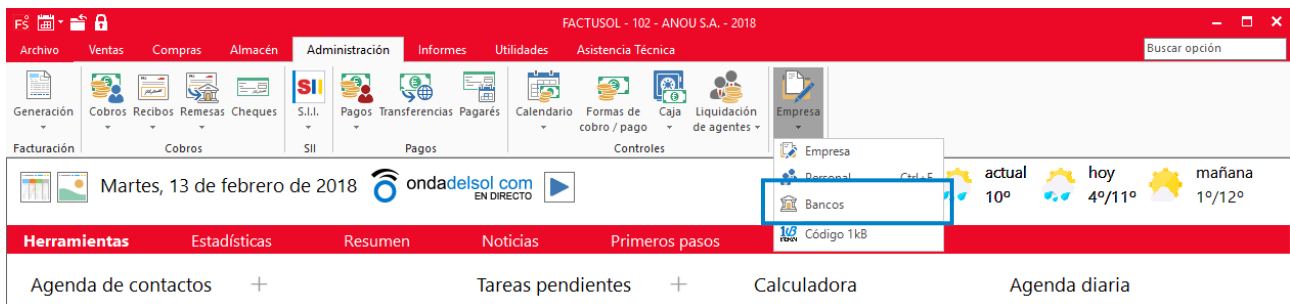 FACTUSOL - 102 - ANOU S.A. - 2018
Archivo Ventas Compras Almacén Administración Informes Utilidades Asistencia Técnica Buscar opción
Generación Cobros Recibos Remesas Cheques S.I.I. Pagos Transferencias Pagarés Calendario Formas de cobro / pago Caja Liquidación de agentes Empresa
Facturación Cobros SII Pagos Controles
Empresa
Personal Ctrl+E
Bancos
Código 1kB
Martes, 13 de febrero de 2018 ondadelsol com EN DIRECTO actual 10º hoy 4º/11º mañana 1º/12º
Herramientas Estadísticas Resumen Noticias Primeros pasos
Agenda de contactos Tareas pendientes Calculadora Agenda diaria